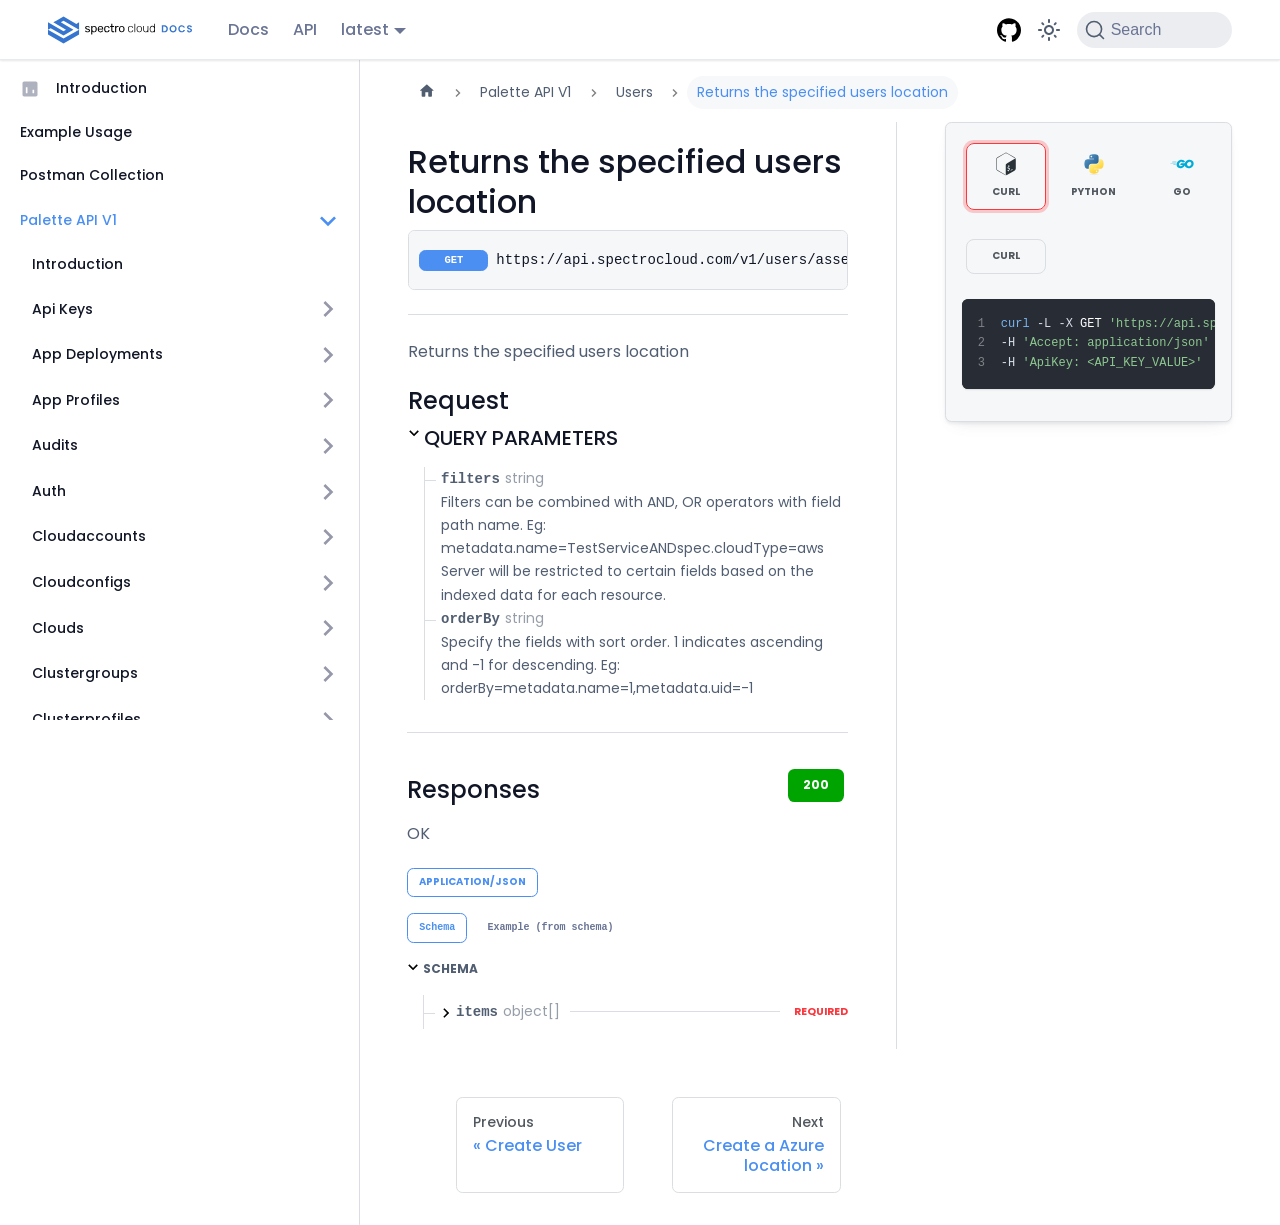 spectro cloud DOCS
Docs
API
latest
Search
Introduction
Example Usage
Postman Collection
Palette API V1
Introduction
Api Keys
App Deployments
App Profiles
Audits
Auth
Cloudaccounts
Cloudconfigs
Clouds
Clustergroups
Clusterprofiles
Palette API V1
Users
Returns the specified users location
Returns the specified users
location
GET https://api.spectrocloud.com/v1/users/asse
Returns the specified users location
Request
QUERY PARAMETERS
filters string
Filters can be combined with AND, OR operators with field
path name. Eg:
metadata.name=TestServiceANDspec.cloudType=aws
Server will be restricted to certain fields based on the
indexed data for each resource.
orderBy string
Specify the fields with sort order. 1 indicates ascending
and -1 for descending. Eg:
orderBy=metadata.name=1,metadata.uid=-1
Responses
200
OK
APPLICATION/JSON
Schema
Example (from schema)
SCHEMA
items object[]
REQUIRED
Previous
« Create User
Next
Create a Azure
location »
CURL
PYTHON
GO
CURL
1 curl -L -X GET 'https://api.sp
2 -H 'Accept: application/json'
3 -H 'ApiKey: <API_KEY_VALUE>'